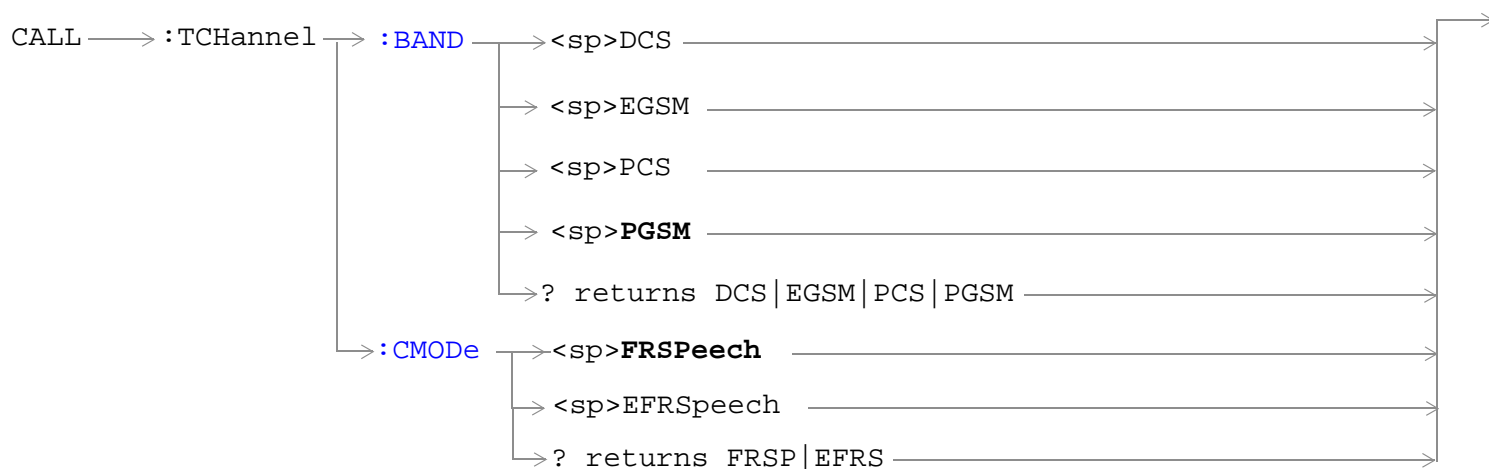 CALL :TCHannel :BAND <sp>DCS
<sp>EGSM
<sp>PCS
<sp>PGSM
? returns DCS|EGSM|PCS|PGSM
:CMODe <sp>FRSPeech
<sp>EFRSpeech
? returns FRSP|EFRS